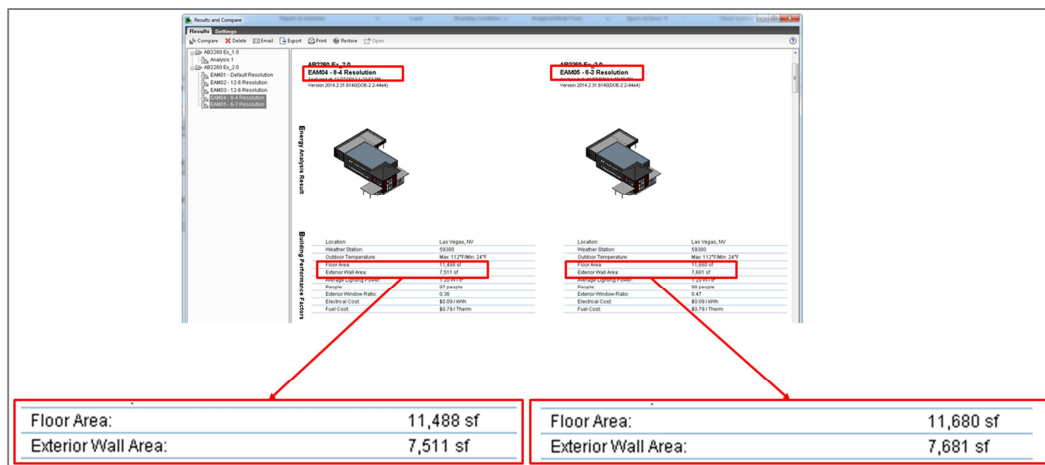 Results and Compare
Results Settings
Compare Delete Email Export Print Restore Open
AB2260 Ex_1.0
Analysis 1
AB2260 Ex_2.0
EAM01 - Default Resolution
EAM02 - 12-6 Resolution
EAM03 - 12-6 Resolution
EAM04 - 8-4 Resolution
EAM05 - 6-3 Resolution
AB2260 Ex_2.0
EAM04 - 8-4 Resolution
Version 2014.2.31.8140(DOE-2.2-44e4)
EAM05 - 6-3 Resolution
Version 2014.2.31.8140(DOE-2.2-44e4)
Energy Analysis Result
Building Performance Factors
Location: Las Vegas, NV
Weather Station: 59300
Outdoor Temperature: Max: 112°F/Min: 24°F
Floor Area: 11,488 sf
Exterior Wall Area: 7,511 sf
Average Lighting Power:
People: 97 people
Exterior Window Ratio: 0.36
Electrical Cost: $0.09 / kWh
Fuel Cost: $0.79 / Therm
Location: Las Vegas, NV
Weather Station: 59300
Outdoor Temperature: Max: 112°F/Min: 24°F
Floor Area: 11,680 sf
Exterior Wall Area: 7,681 sf
Average Lighting Power:
People: 98 people
Exterior Window Ratio: 0.47
Electrical Cost: $0.09 / kWh
Fuel Cost: $0.79 / Therm
Floor Area: 11,488 sf
Exterior Wall Area: 7,511 sf
Floor Area: 11,680 sf
Exterior Wall Area: 7,681 sf